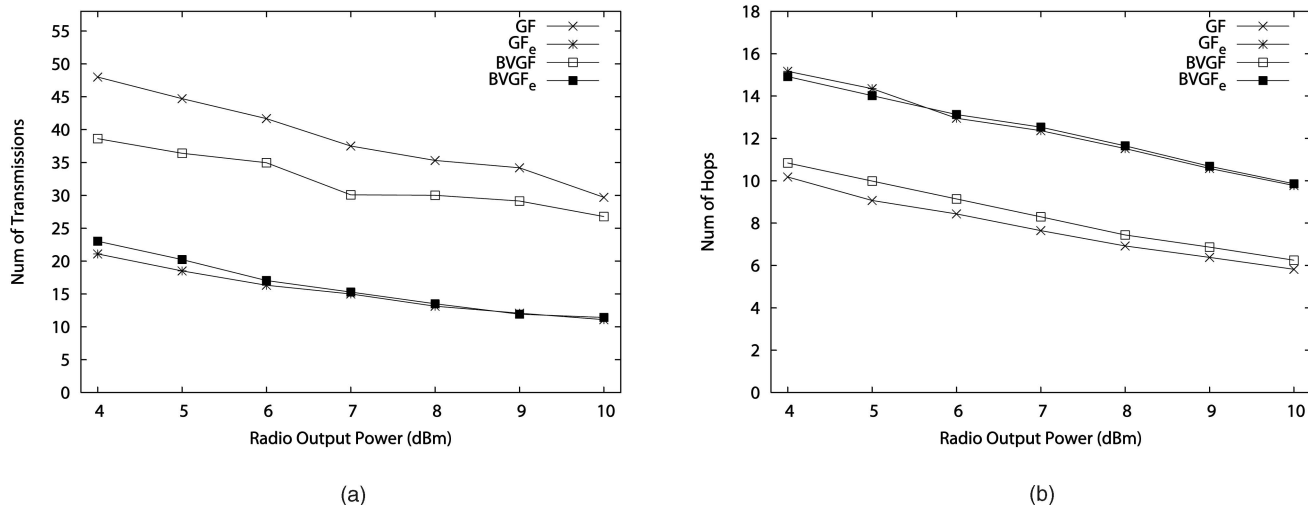 55
50
45
40
35
30
25
20
15
10
5
0
4 5 6 7 8 9 10
Num of Transmissions
Radio Output Power (dBm)
GF
GFe
BVGF
BVGFe
(a)
18
16
14
12
10
8
6
4
2
0
4 5 6 7 8 9 10
Num of Hops
Radio Output Power (dBm)
GF
GFe
BVGF
BVGFe
(b)